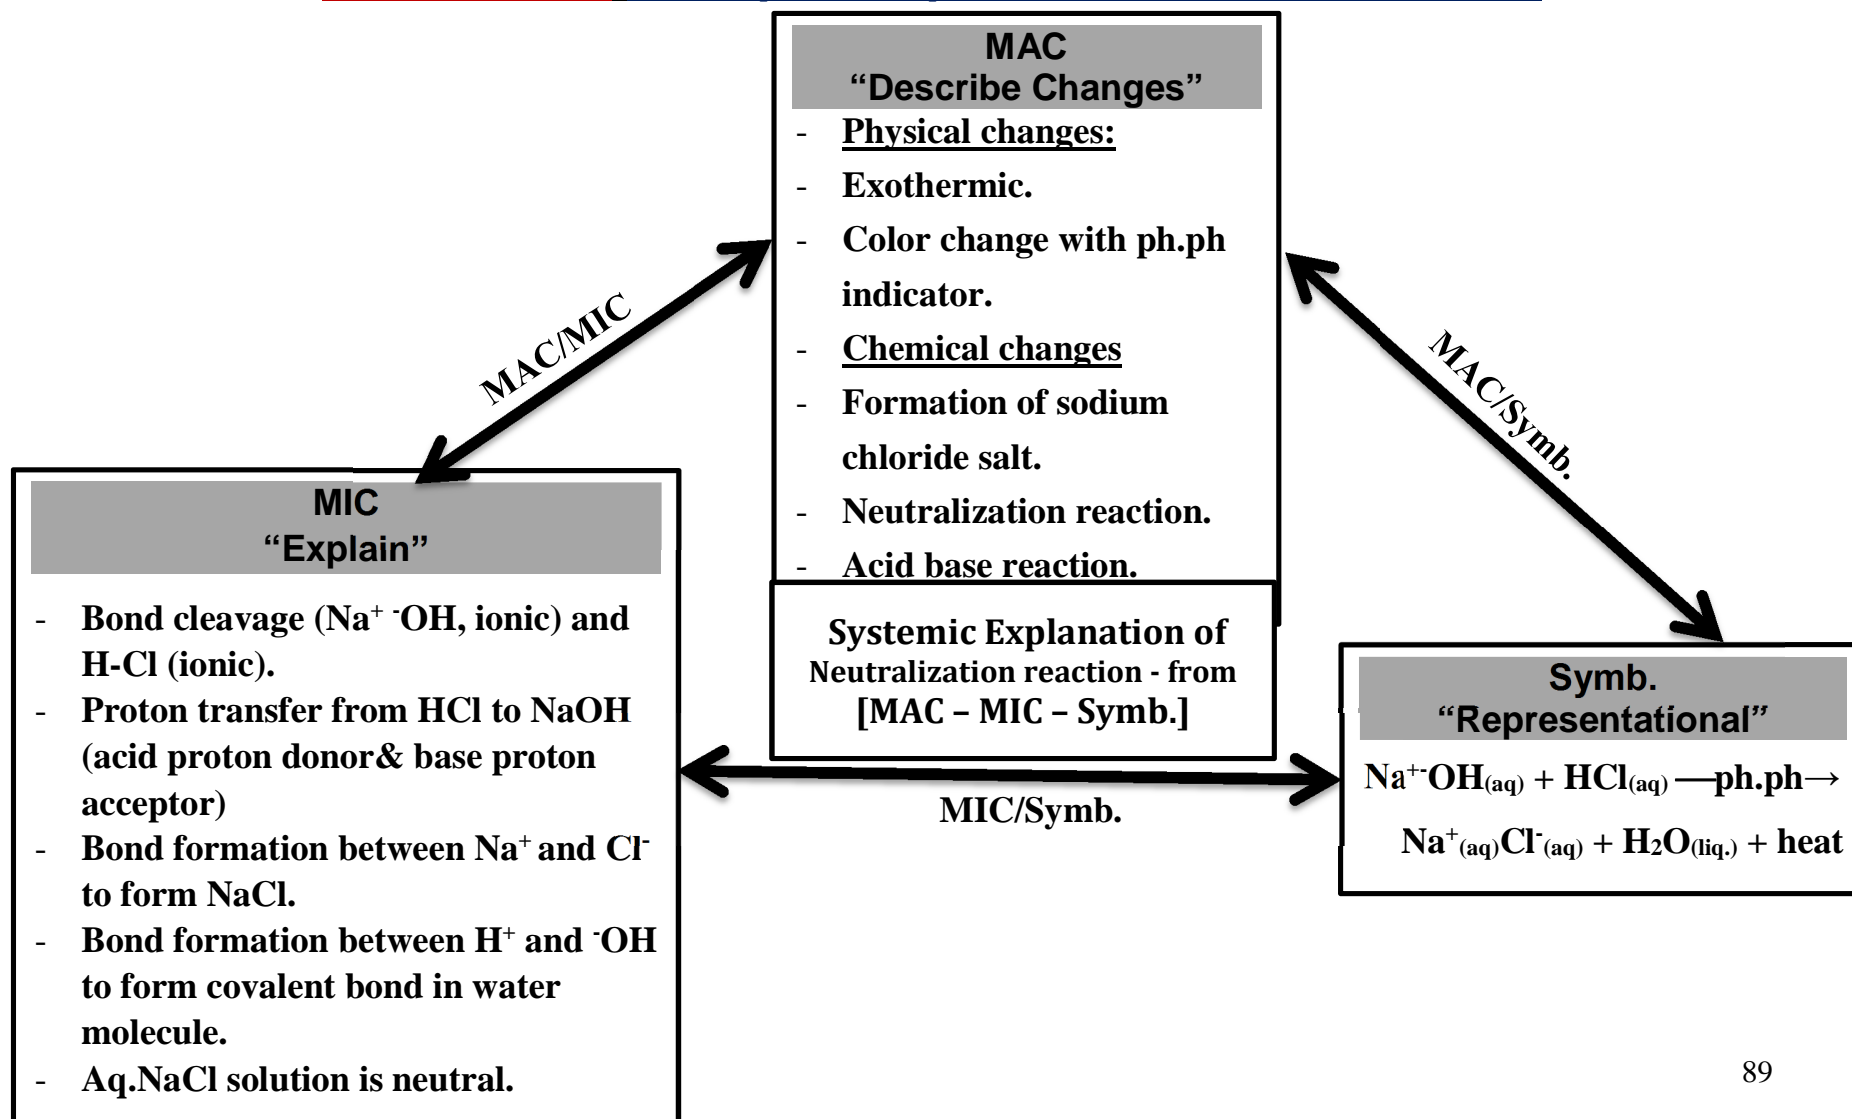 MAC
“Describe Changes”
- Physical changes:
- Exothermic.
- Color change with ph.ph
indicator.
- Chemical changes
- Formation of sodium
chloride salt.
- Neutralization reaction.
- Acid base reaction.
MAC/MIC
MAC/Symb.
MIC
“Explain”
- Bond cleavage (Na⁺ ⁻OH, ionic) and
H-Cl (ionic).
- Proton transfer from HCl to NaOH
(acid proton donor& base proton
acceptor)
- Bond formation between Na⁺ and Cl⁻
to form NaCl.
- Bond formation between H⁺ and ⁻OH
to form covalent bond in water
molecule.
- Aq.NaCl solution is neutral.
Systemic Explanation of
Neutralization reaction - from
[MAC – MIC – Symb.]
MIC/Symb.
Symb.
“Representational”
Na⁺⁻OH(aq) + HCl(aq) —ph.ph→
Na⁺(aq)Cl⁻(aq) + H₂O(liq.) + heat
89